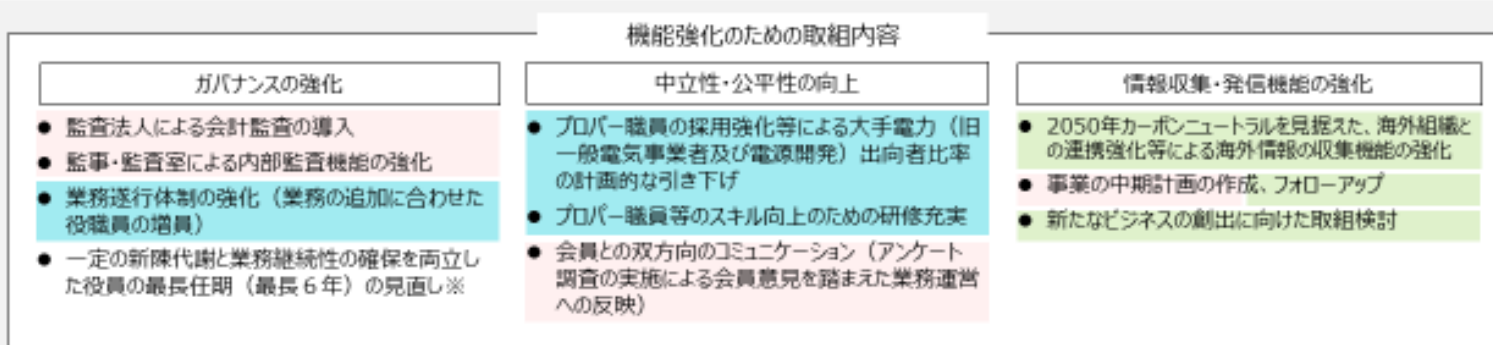 機能強化のための取組内容
ガバナンスの強化
● 監査法人による会計監査の導入
● 監事・監査室による内部監査機能の強化
● 業務遂行体制の強化（業務の追加に合わせた
役職員の増員）
● 一定の新陳代謝と業務継続性の確保を両立し
た役員の最長任期（最長６年）の見直し※
中立性・公平性の向上
● プロパー職員の採用強化等による大手電力（旧
一般電気事業者及び電源開発）出向者比率
の計画的な引き下げ
● プロパー職員等のスキル向上のための研修充実
● 会員との双方向のコミュニケーション（アンケート
調査の実施による会員意見を踏まえた業務運営
への反映）
情報収集・発信機能の強化
● 2050年カーボンニュートラルを見据えた、海外組織と
の連携強化等による海外情報の収集機能の強化
● 事業の中期計画の作成、フォローアップ
● 新たなビジネスの創出に向けた取組検討